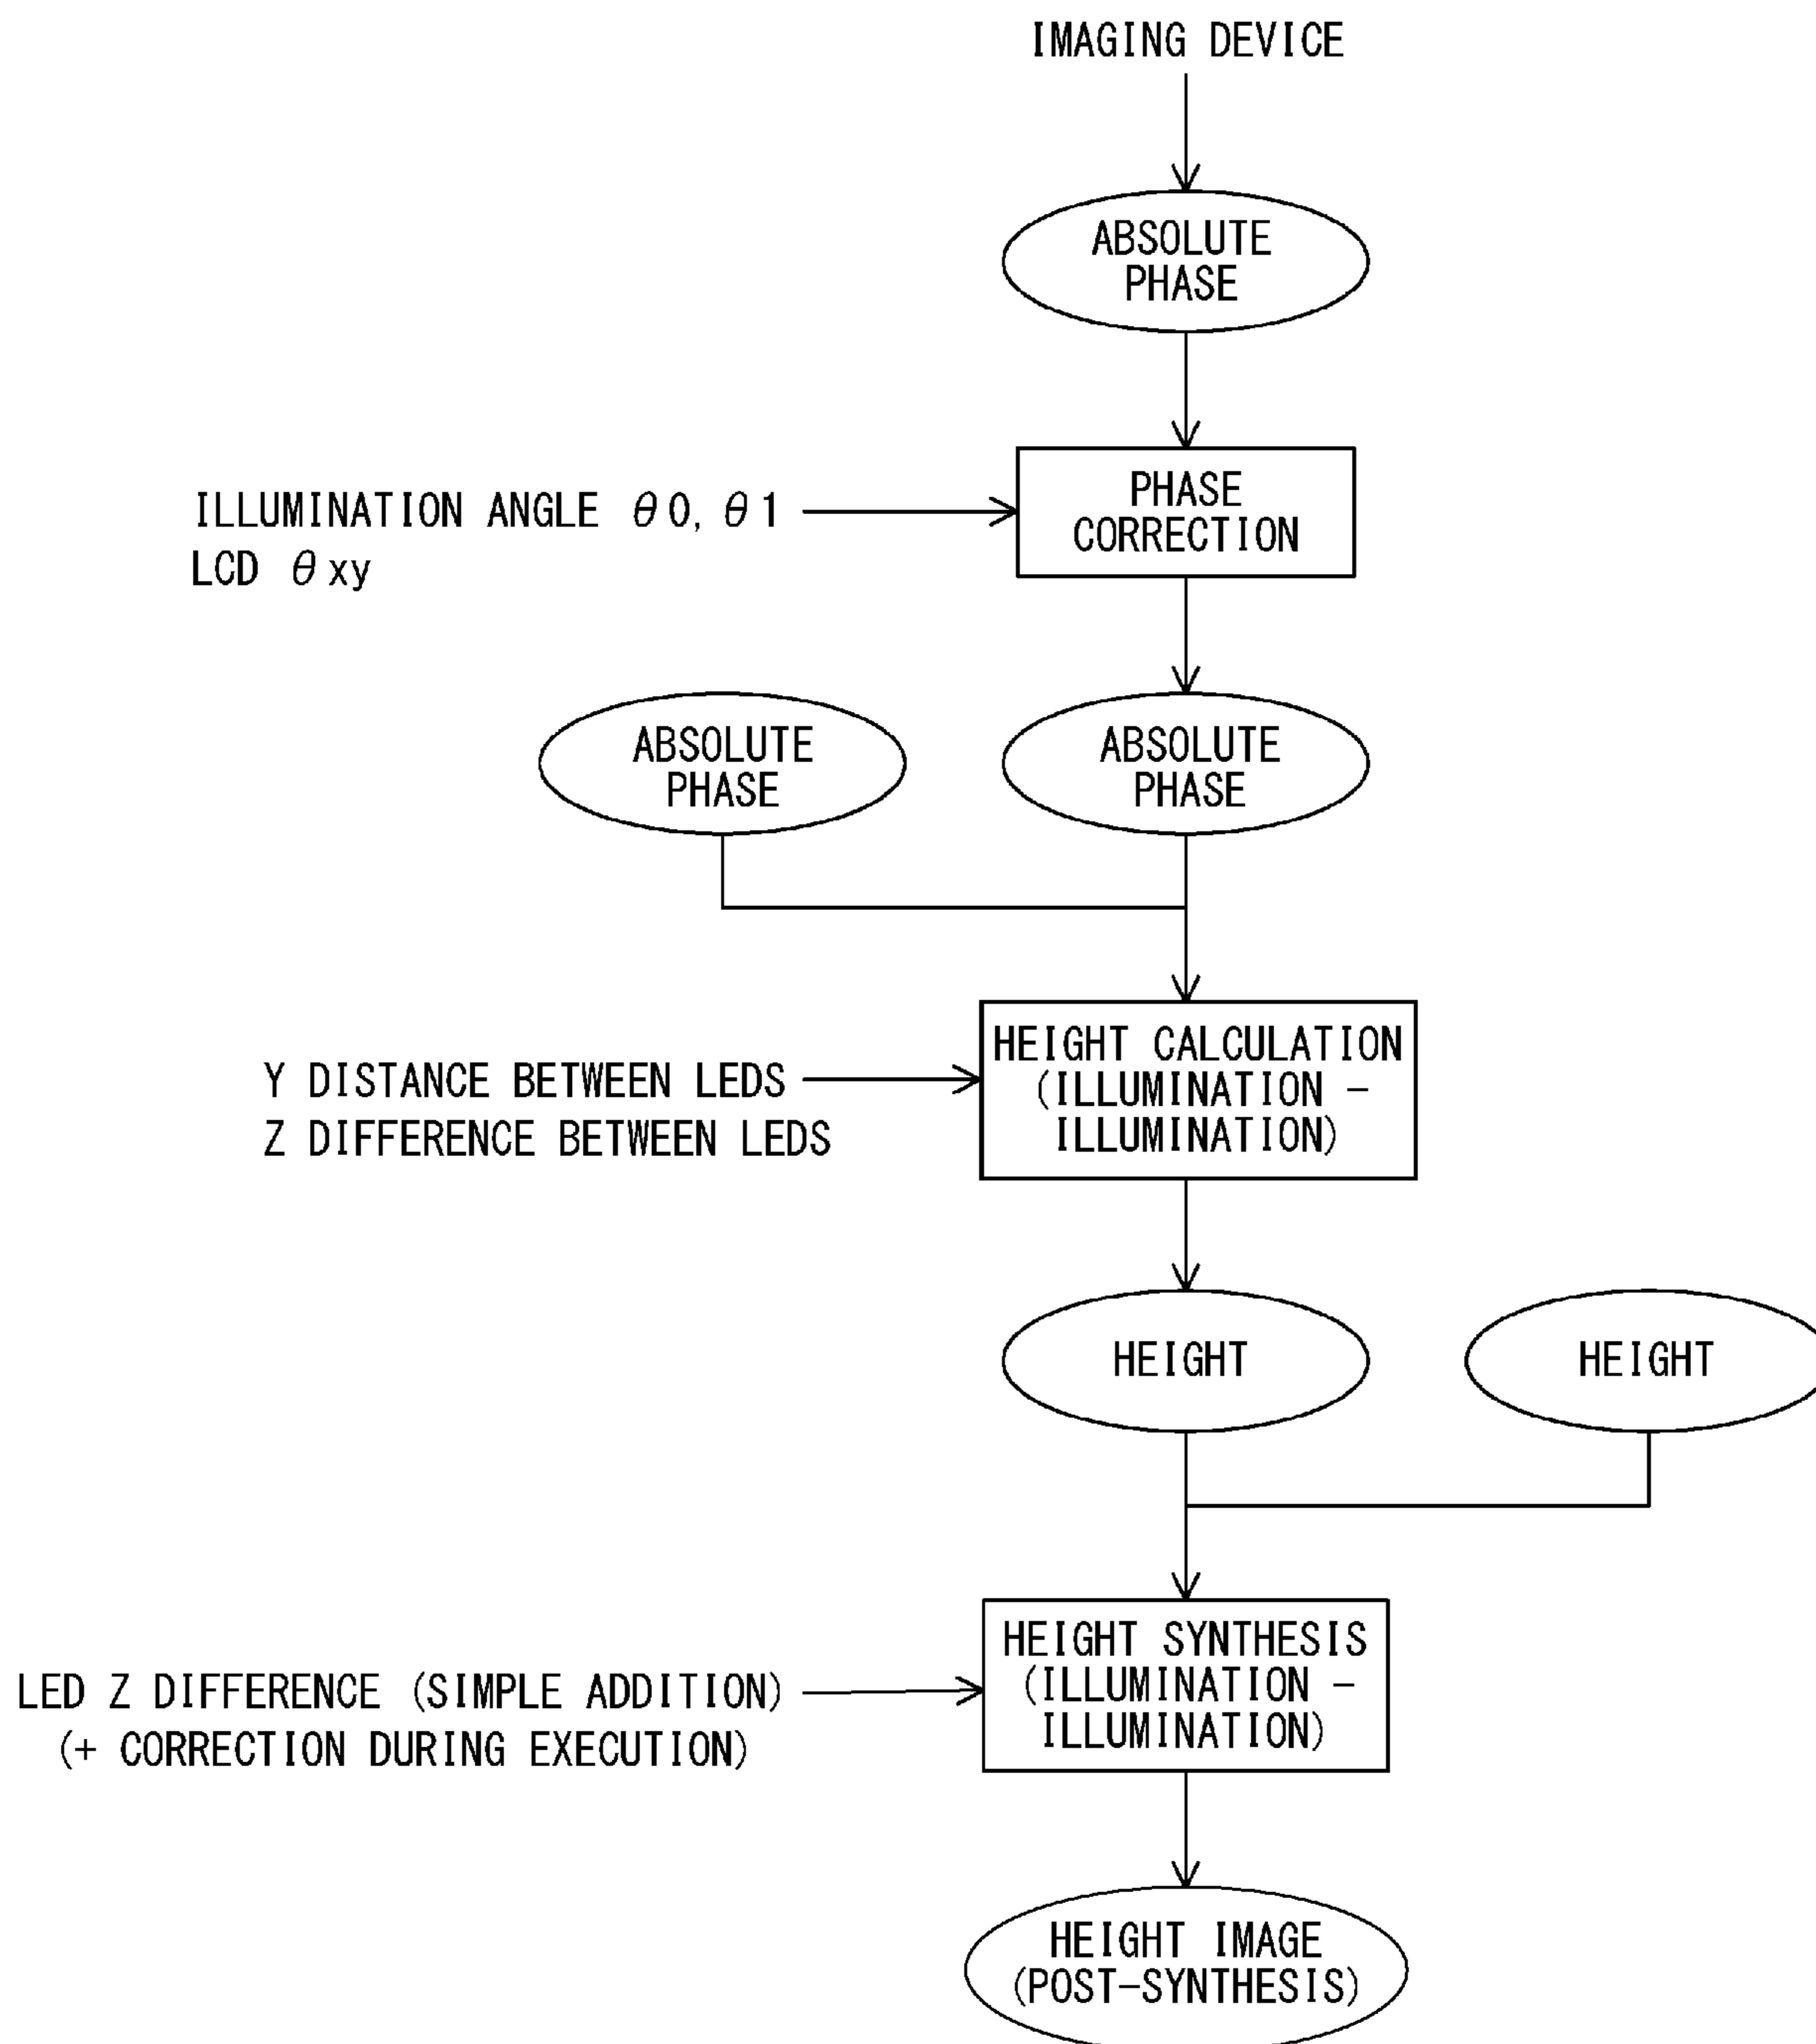 IMAGING DEVICE
ABSOLUTE
PHASE
ILLUMINATION ANGLE θ0, θ1
LCD θxy
PHASE
CORRECTION
ABSOLUTE
PHASE
ABSOLUTE
PHASE
Y DISTANCE BETWEEN LEDS
Z DIFFERENCE BETWEEN LEDS
HEIGHT CALCULATION
(ILLUMINATION -
ILLUMINATION)
HEIGHT
HEIGHT
LED Z DIFFERENCE (SIMPLE ADDITION)
(+ CORRECTION DURING EXECUTION)
HEIGHT SYNTHESIS
(ILLUMINATION -
ILLUMINATION)
HEIGHT IMAGE
(POST-SYNTHESIS)